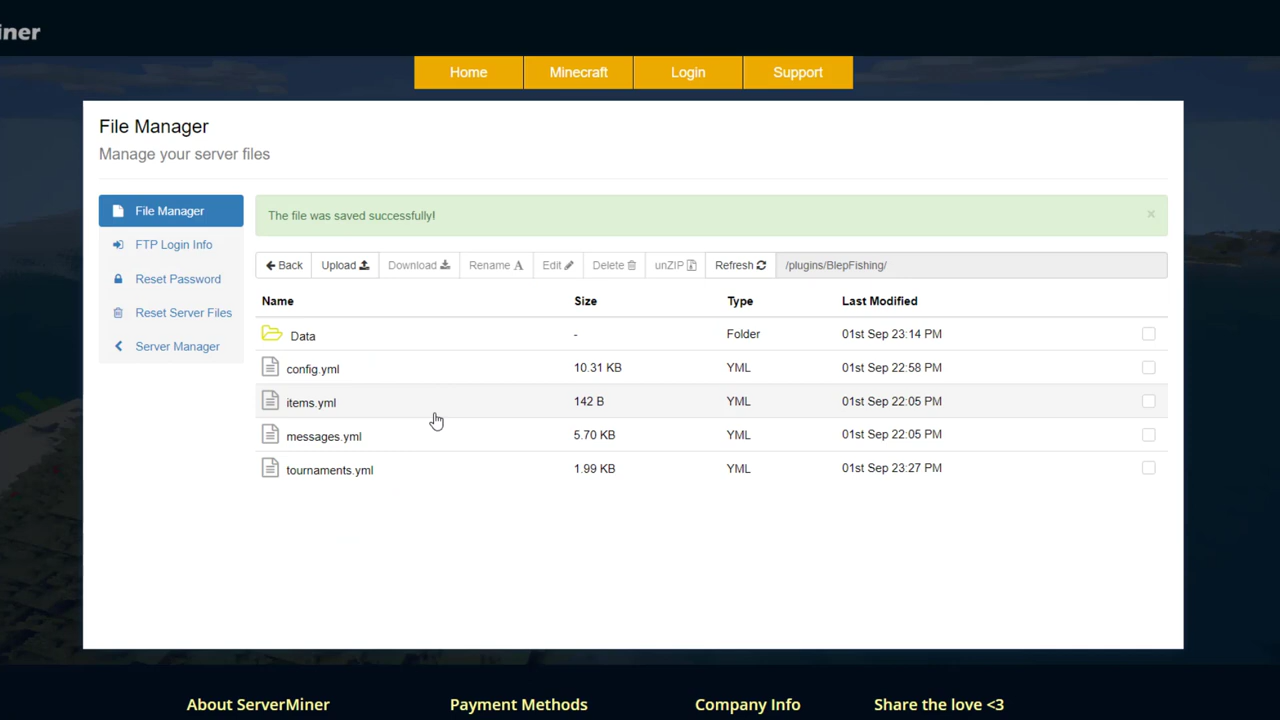 iner
Home Minecraft Login Support
File Manager
Manage your server files
File Manager
FTP Login Info
Reset Password
Reset Server Files
Server Manager
The file was saved successfully! ×
Back Upload Download Rename A Edit Delete unZIP Refresh /plugins/BlepFishing/
Name Size Type Last Modified
Data - Folder 01st Sep 23:14 PM
config.yml 10.31 KB YML 01st Sep 22:58 PM
items.yml 142 B YML 01st Sep 22:05 PM
messages.yml 5.70 KB YML 01st Sep 22:05 PM
tournaments.yml 1.99 KB YML 01st Sep 23:27 PM
About ServerMiner Payment Methods Company Info Share the love <3